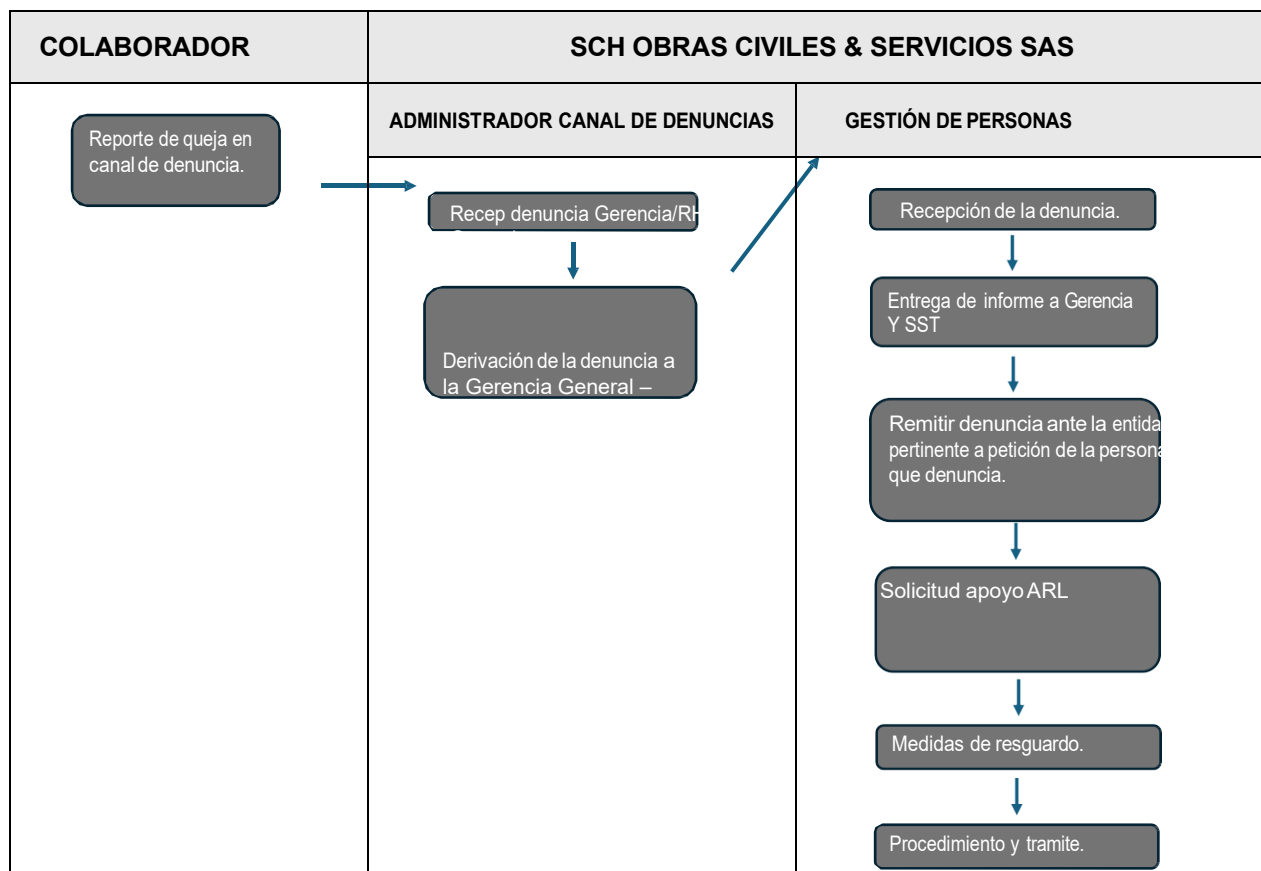 COLABORADOR
SCH OBRAS CIVILES & SERVICIOS SAS
ADMINISTRADOR CANAL DE DENUNCIAS
GESTIÓN DE PERSONAS
Reporte de queja en
canal de denuncia.
Recep denuncia Gerencia/RH
Derivación de la denuncia a
la Gerencia General –
Recepción de la denuncia.
Entrega de informe a Gerencia
Y SST
Remitir denuncia ante la entida
pertinente a petición de la persona
que denuncia.
Solicitud apoyo ARL
Medidas de resguardo.
Procedimiento y tramite.